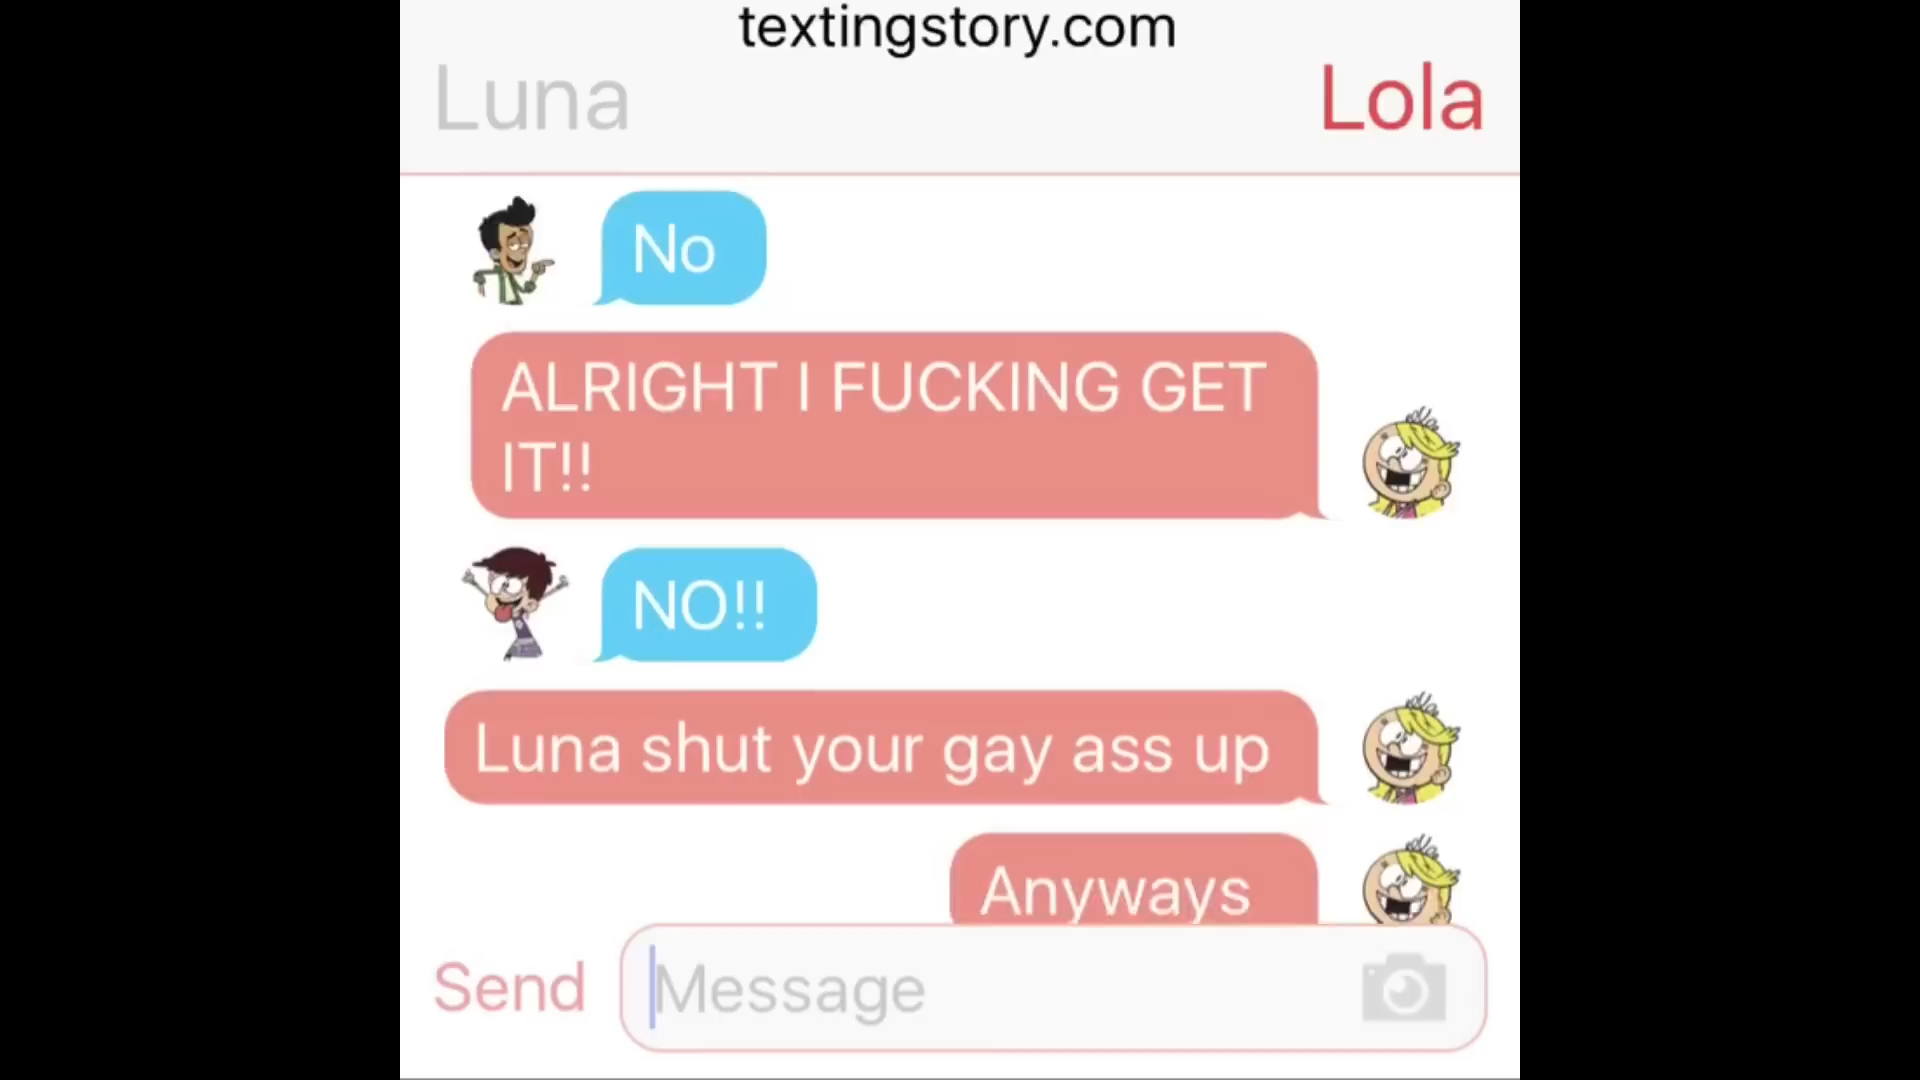 textingstory.com
Luna
Lola
No
ALRIGHT I FUCKING GET
IT!!
NO!!
Luna shut your gay ass up
Anyways
Send
Message